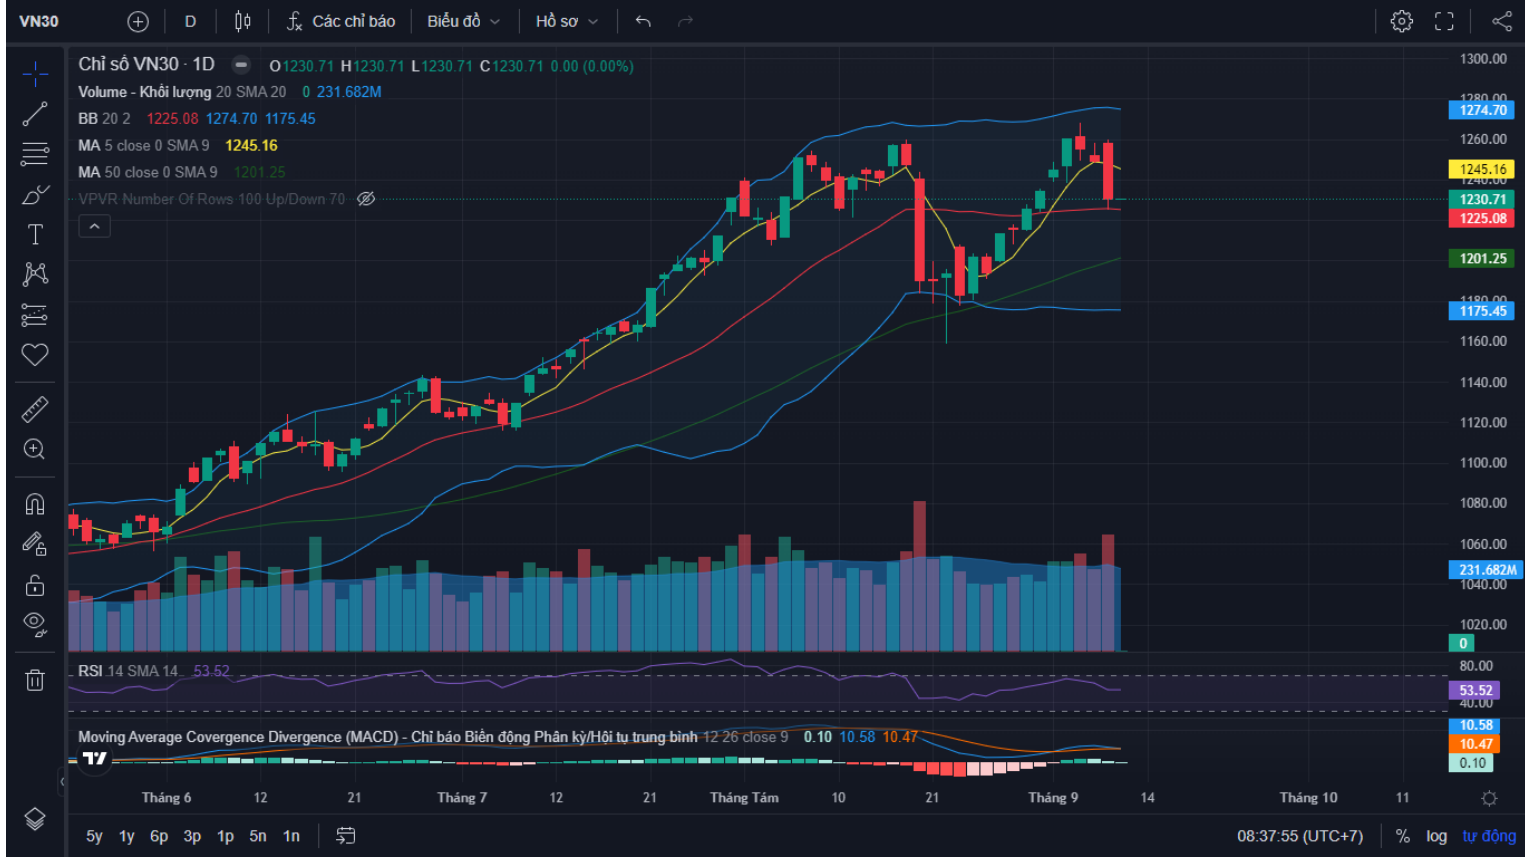 VN30 D Các chỉ báo Biểu đồ Hồ sơ
Chỉ số VN30 · 1D O1230.71 H1230.71 L1230.71 C1230.71 0.00 (0.00%)
Volume - Khối lượng 20 SMA 20 0 231.682M
BB 20 2 1225.08 1274.70 1175.45
MA 5 close 0 SMA 9 1245.16
MA 50 close 0 SMA 9 1201.25
VPVR Number Of Rows 100 Up/Down 70
1300.00
1280.00
1274.70
1260.00
1245.16
1240.00
1230.71
1225.08
1201.25
1180.00
1175.45
1160.00
1140.00
1120.00
1100.00
1080.00
1060.00
231.682M
1040.00
1020.00
0
RSI 14 SMA 14 53.52
80.00
53.52
40.00
Moving Average Covergence Divergence (MACD) - Chỉ báo Biến động Phân kỳ/Hội tụ trung bình 12 26 close 9 0.10 10.58 10.47
10.58
10.47
0.10
Tháng 6 12 21 Tháng 7 12 21 Tháng Tám 10 21 Tháng 9 14 Tháng 10 11
5y 1y 6p 3p 1p 5n 1n 08:37:55 (UTC+7) % log tự động